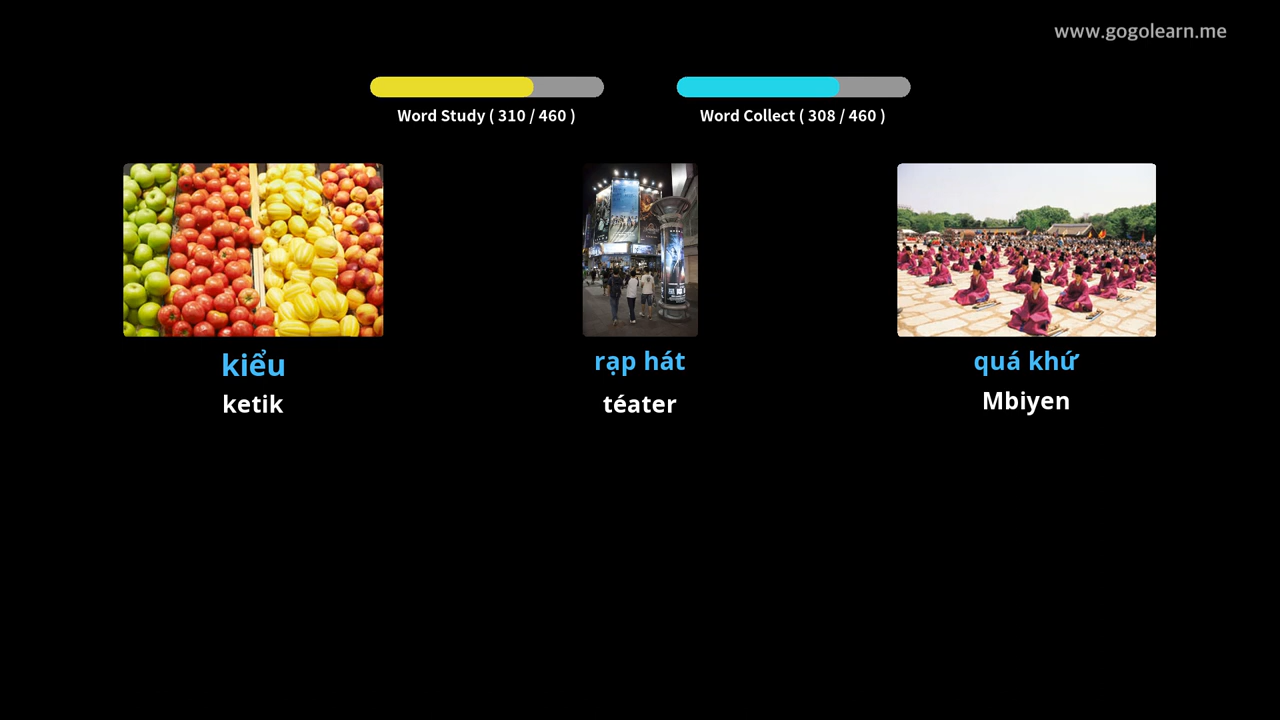 www.gogolearn.me
Word Study ( 310 / 460 )
Word Collect ( 308 / 460 )
kiểu
ketik
rạp hát
téater
quá khứ
Mbiyen